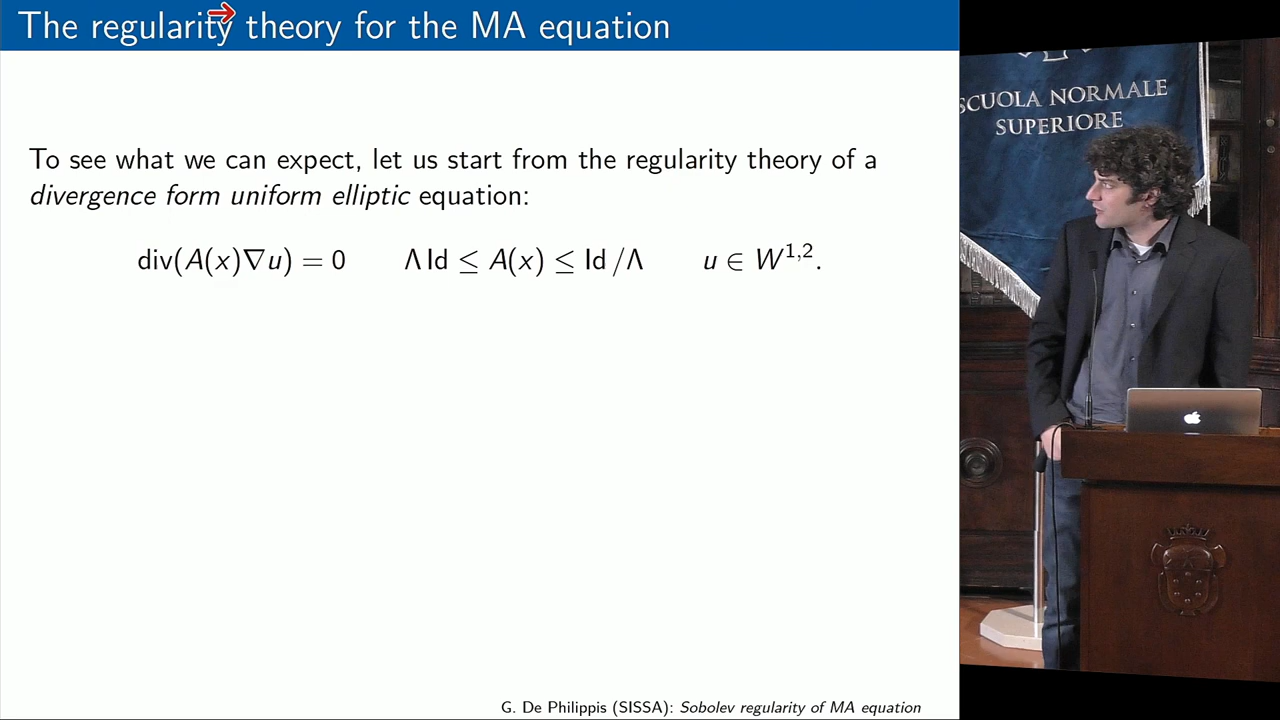 The regularity theory for the MA equation
To see what we can expect, let us start from the regularity theory of a
divergence form uniform elliptic equation:
div(A(x)∇u) = 0 Λ Id ≤ A(x) ≤ Id /Λ u ∈ W^{1,2}.
G. De Philippis (SISSA): Sobolev regularity of MA equation
SCUOLA NORMALE
SUPERIORE